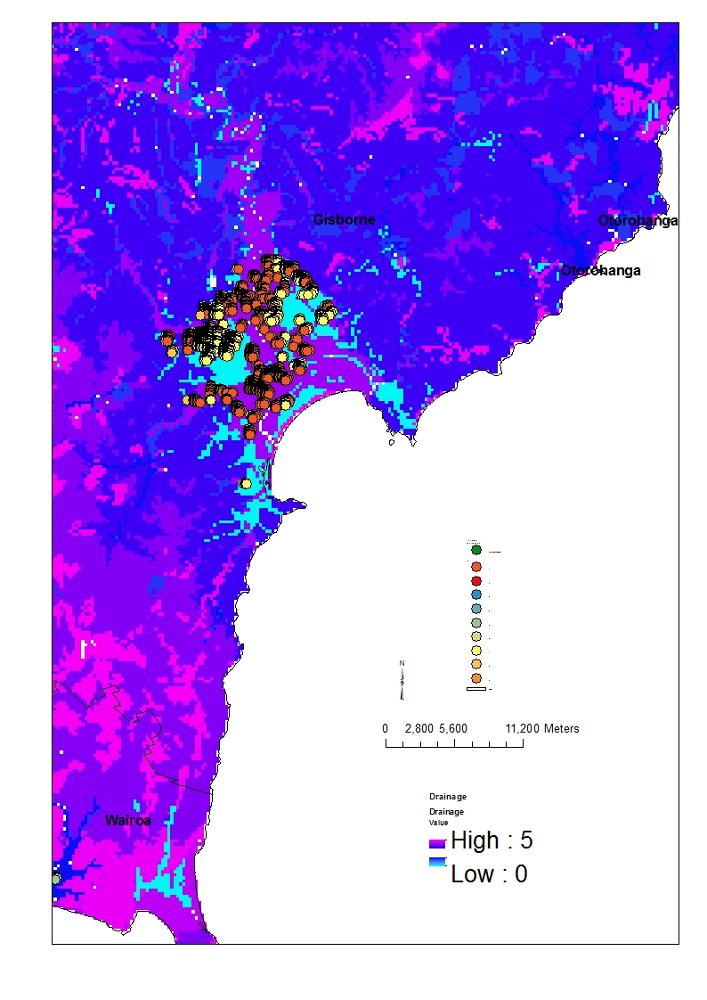 Gisborne
Otorohanga
Otorohanga
N
0 2,800 5,600 11,200 Meters
Drainage
Drainage
Value
High : 5
Low : 0
Wairoa